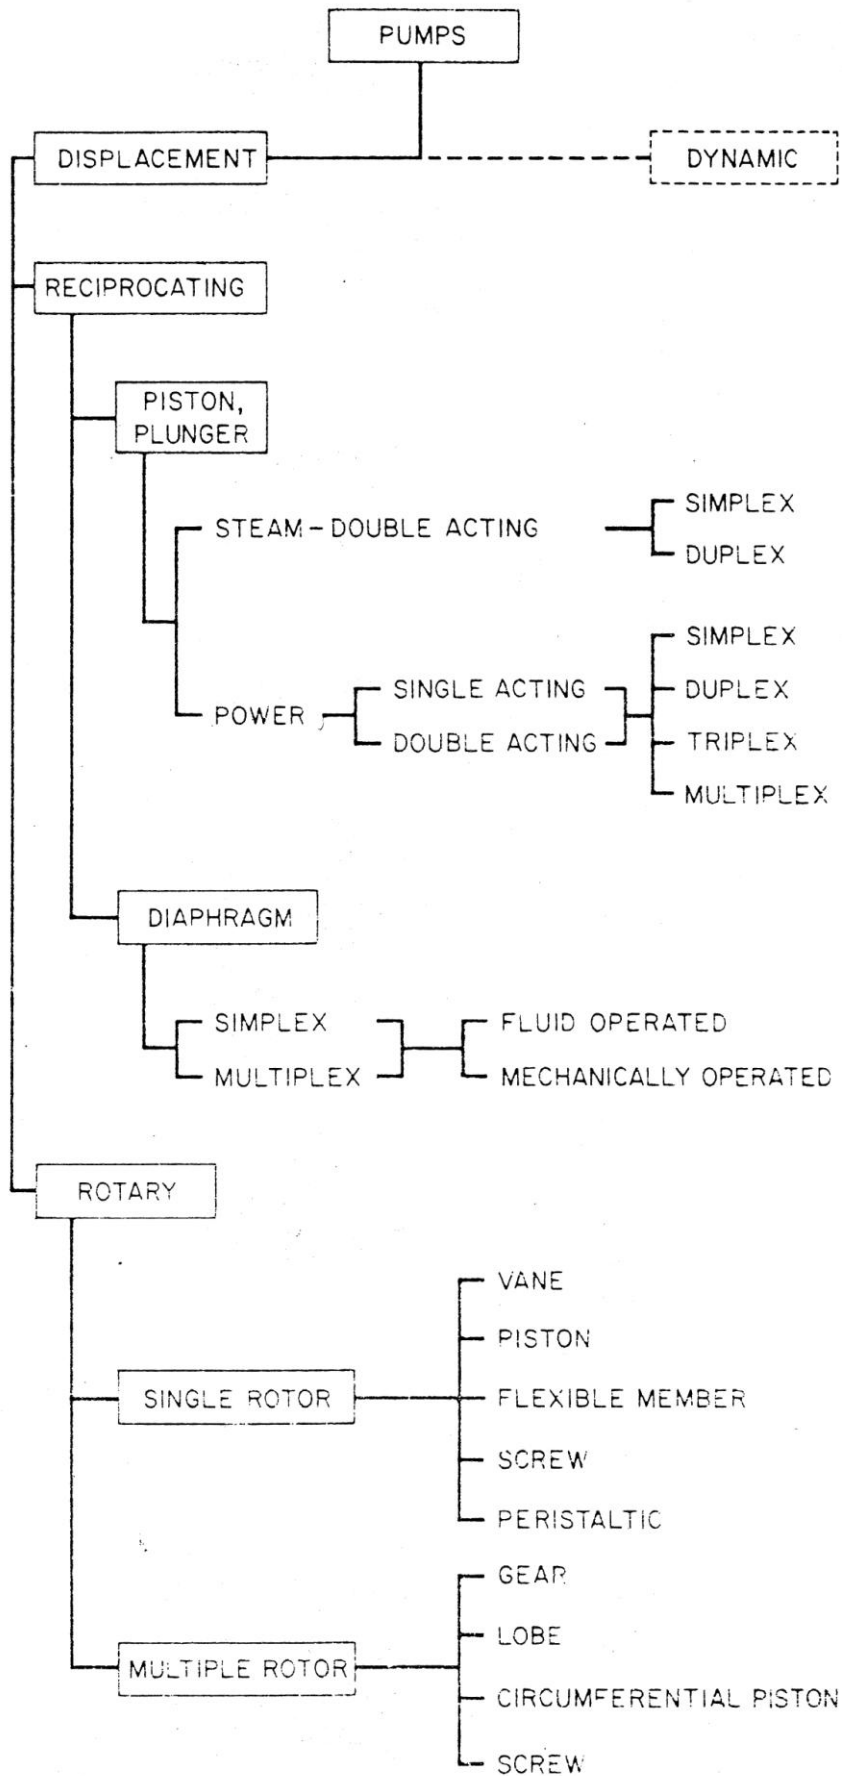 PUMPS
DISPLACEMENT
DYNAMIC
RECIPROCATING
PISTON,
PLUNGER
STEAM-DOUBLE ACTING
SIMPLEX
DUPLEX
POWER
SINGLE ACTING
DOUBLE ACTING
SIMPLEX
DUPLEX
TRIPLEX
MULTIPLEX
DIAPHRAGM
SIMPLEX
MULTIPLEX
FLUID OPERATED
MECHANICALLY OPERATED
ROTARY
SINGLE ROTOR
VANE
PISTON
FLEXIBLE MEMBER
SCREW
PERISTALTIC
MULTIPLE ROTOR
GEAR
LOBE
CIRCUMFERENTIAL PISTON
SCREW